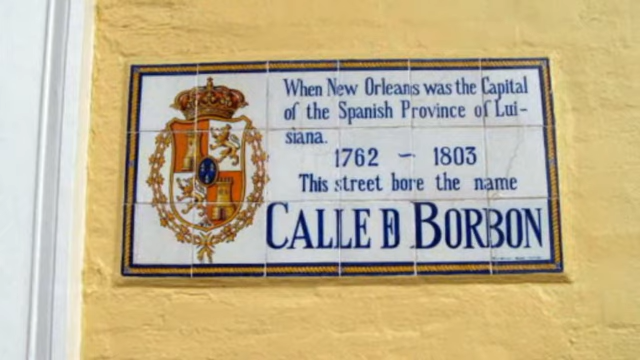 When New Orleans was the Capital
of the Spanish Province of Lui-
siana.
1762 - 1803
This street bore the name
CALLE D BORBON